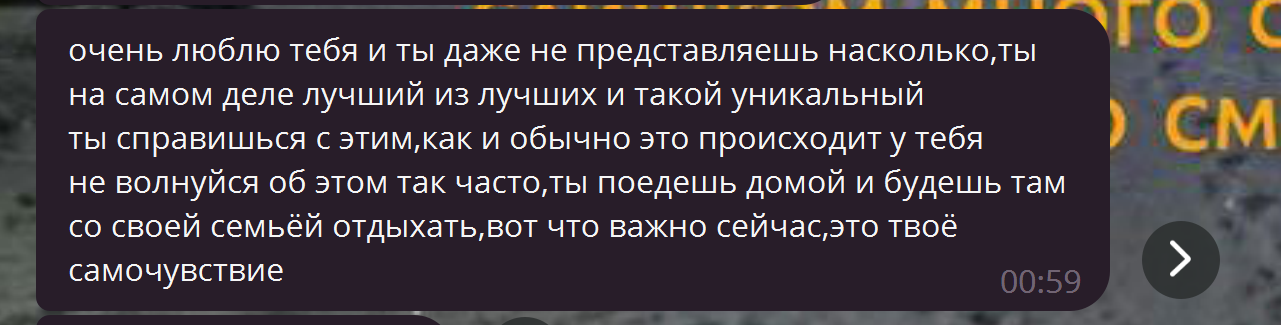 много с
очень люблю тебя и ты даже не представляешь насколько,ты
на самом деле лучший из лучших и такой уникальный
ты справишься с этим,как и обычно это происходит у тебя
см
не волнуйся об этом так часто,ты поедешь домой и будешь там
со своей семьёй отдыхать,вот что важно сейчас,это твоё
самочувствие
00:59